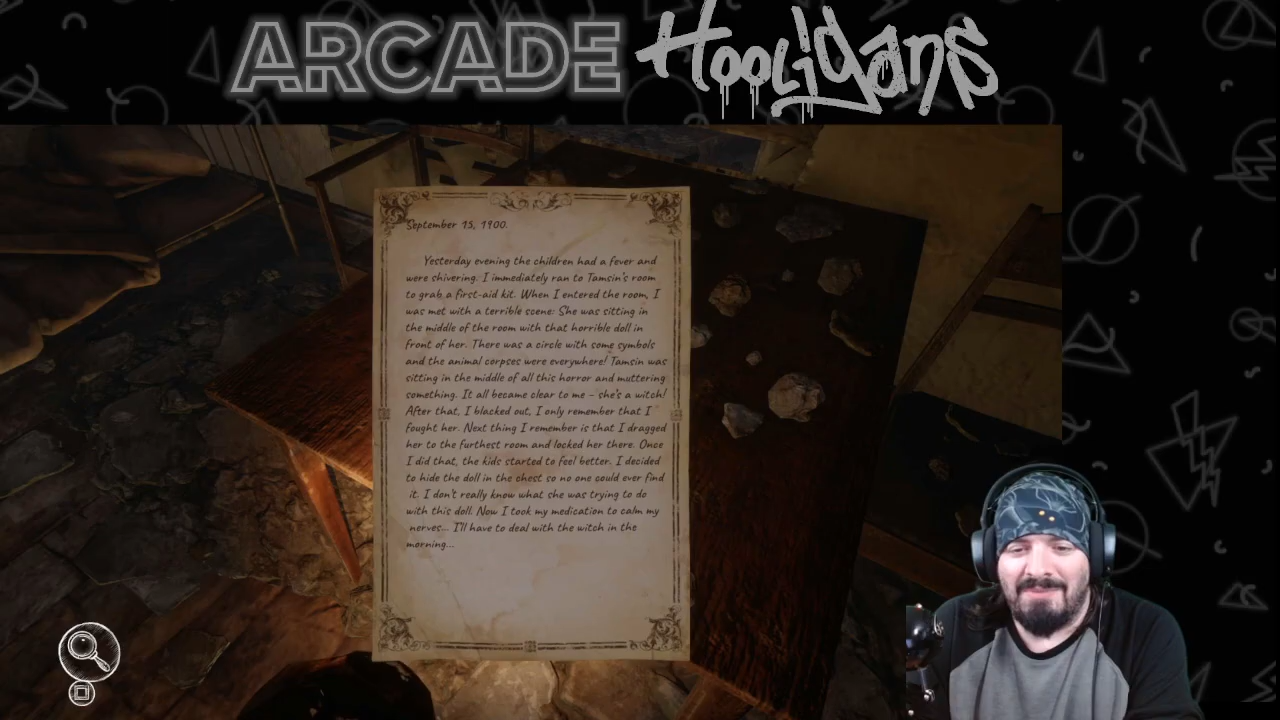 ARCADE Hooligans
September 15, 1900.
Yesterday evening the children had a fever and
were shivering. I immediately ran to Tamsin's room
to grab a first-aid kit. When I entered the room, I
was met with a terrible scene: She was sitting in
the middle of the room with that horrible doll in
front of her. There was a circle with some symbols
and the animal corpses were everywhere! Tamsin was
sitting in the middle of all this horror and muttering
something. It all became clear to me – she's a witch!
After that, I blacked out, I only remember that I
fought her. Next thing I remember is that I dragged
her to the furthest room and locked her there. Once
I did that, the kids started to feel better. I decided
to hide the doll in the chest so no one could ever find
it. I don't really know what she was trying to do
with this doll. Now I took my medication to calm my
nerves... I'll have to deal with the witch in the
morning...